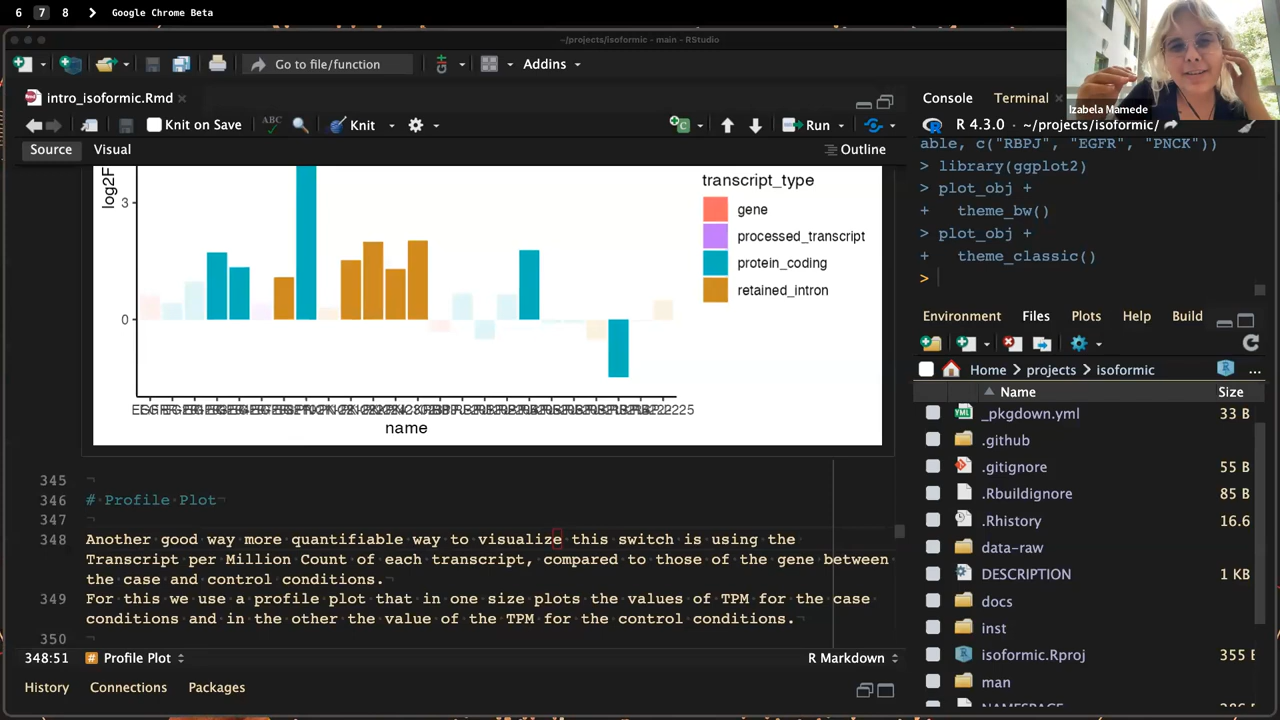 6 7 8 Google Chrome Beta
~/projects/isoformic - main - RStudio
Go to file/function
Addins
intro_isoformic.Rmd
Knit on Save
ABC
Knit
Run
Source
Visual
Outline
log2F
3
0
name
transcript_type
gene
processed_transcript
protein_coding
retained_intron
345
346 # Profile Plot
347
348 Another good way more quantifiable way to visualize this switch is using the
Transcript per Million Count of each transcript, compared to those of the gene between
the case and control conditions.
349 For this we use a profile plot that in one size plots the values of TPM for the case
conditions and in the other the value of the TPM for the control conditions.
350
348:51 # Profile Plot R Markdown
History Connections Packages
Izabela Mamede
Console Terminal
R 4.3.0 · ~/projects/isoformic/
able, c("RBPJ", "EGFR", "PNCK"))
> library(ggplot2)
> plot_obj +
+ theme_bw()
> plot_obj +
+ theme_classic()
>
Environment Files Plots Help Build
Home projects isoformic ...
Name Size
_pkgdown.yml 33 B
.github
.gitignore 55 B
.Rbuildignore 85 B
.Rhistory 16.6
data-raw
DESCRIPTION 1 KB
docs
inst
isoformic.Rproj 355 B
man